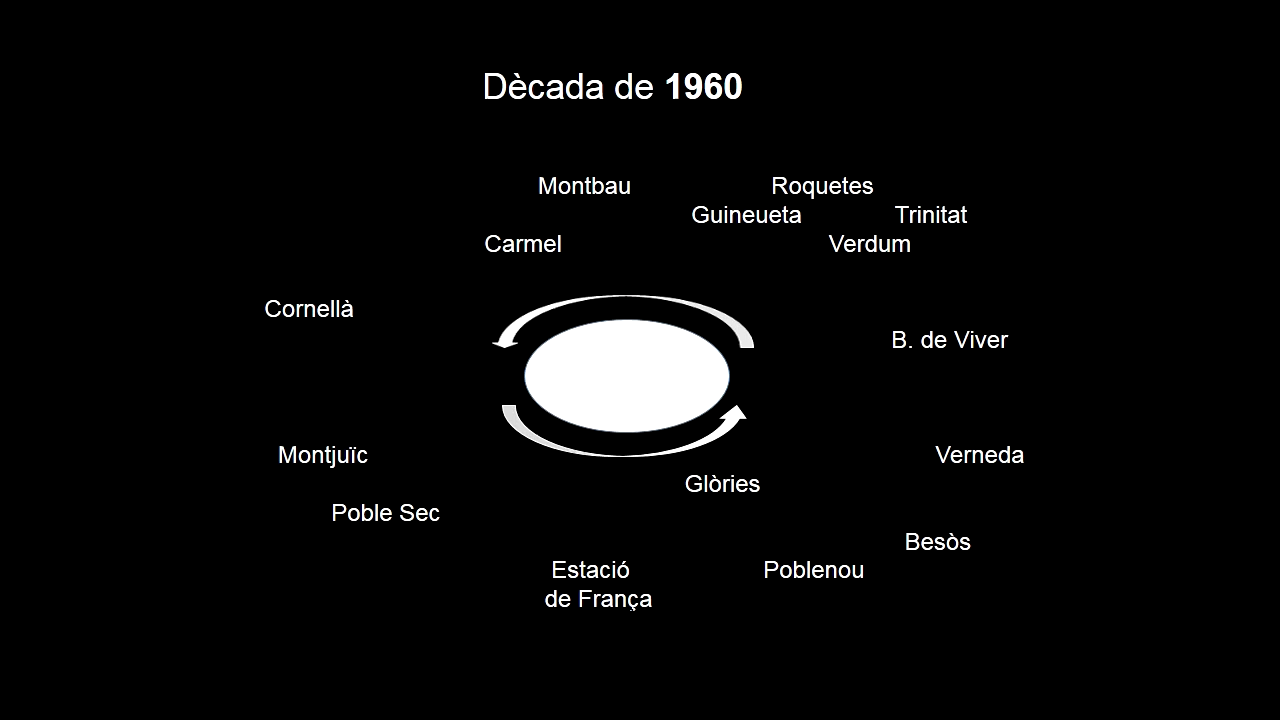 Dècada de 1960
Montbau
Roquetes
Guineueta
Trinitat
Carmel
Verdum
Cornellà
B. de Viver
Montjuïc
Verneda
Glòries
Poble Sec
Besòs
Estació
de França
Poblenou